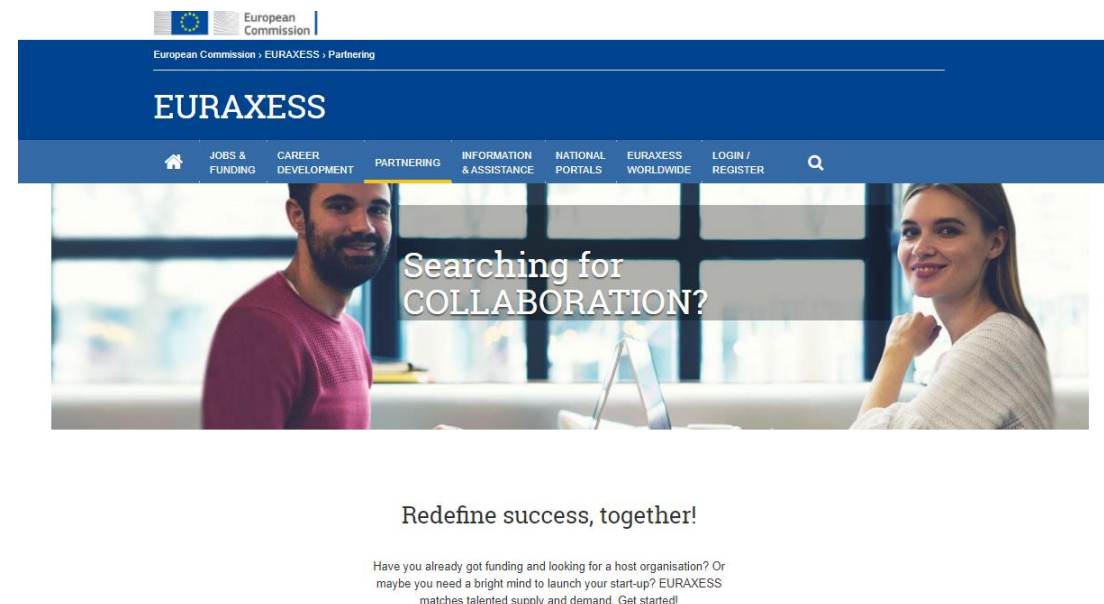 European
Commission
European Commission › EURAXESS › Partnering
EURAXESS
JOBS & FUNDING
CAREER DEVELOPMENT
PARTNERING
INFORMATION & ASSISTANCE
NATIONAL PORTALS
EURAXESS WORLDWIDE
LOGIN / REGISTER
Searching for
COLLABORATION?
Redefine success, together!
Have you already got funding and looking for a host organisation? Or
maybe you need a bright mind to launch your start-up? EURAXESS
matches talented supply and demand. Get started!